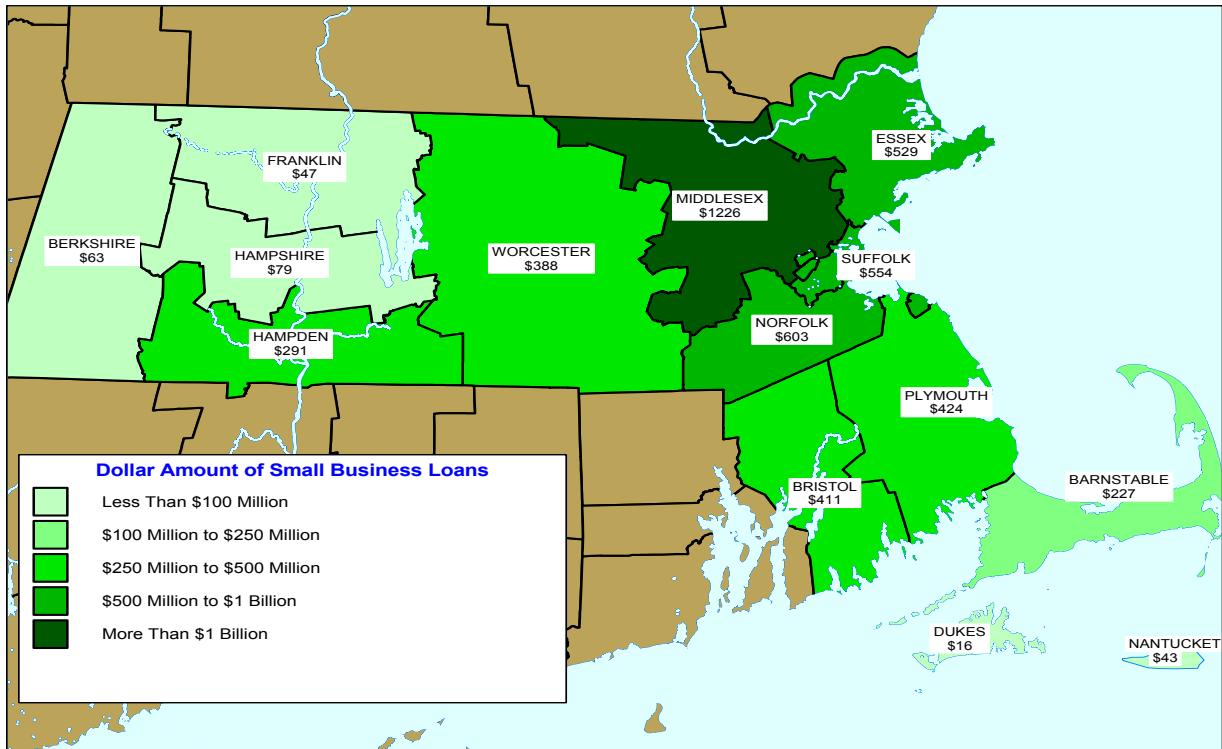 ESSEX
$529
FRANKLIN
$47
MIDDLESEX
$1226
BERKSHIRE
$63
HAMPSHIRE
$79
WORCESTER
$388
SUFFOLK
$554
HAMPDEN
$291
NORFOLK
$603
PLYMOUTH
$424
BRISTOL
$411
BARNSTABLE
$227
DUKES
$16
NANTUCKET
$43
Dollar Amount of Small Business Loans
Less Than $100 Million
$100 Million to $250 Million
$250 Million to $500 Million
$500 Million to $1 Billion
More Than $1 Billion